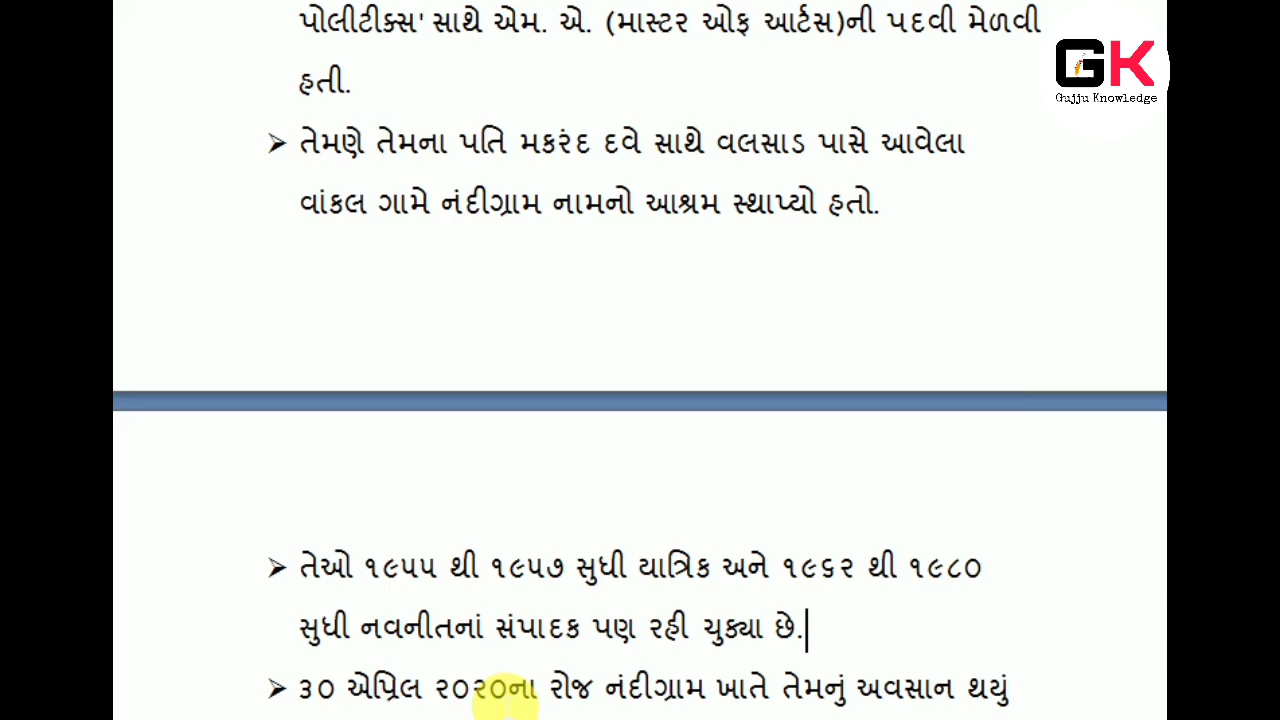 પોલીટીક્સ' સાથે એમ. એ. (માસ્ટર ઓફ આર્ટસ)ની પદવી મેળવી
હતી.
GK
Gujju Knowledge
➢ તેમણે તેમના પતિ મકરંદ દવે સાથે વલસાડ પાસે આવેલા
વાંકલ ગામે નંદીગ્રામ નામનો આશ્રમ સ્થાપ્યો હતો.
➢ તેઓ ૧૯૫૫ થી ૧૯૫૭ સુધી યાત્રિક અને ૧૯૬૨ થી ૧૯૮૦
સુધી નવનીતનાં સંપાદક પણ રહી ચુક્યા છે.
➢ ૩૦ એપ્રિલ ૨૦૨૦ના રોજ નંદીગ્રામ ખાતે તેમનું અવસાન થયું